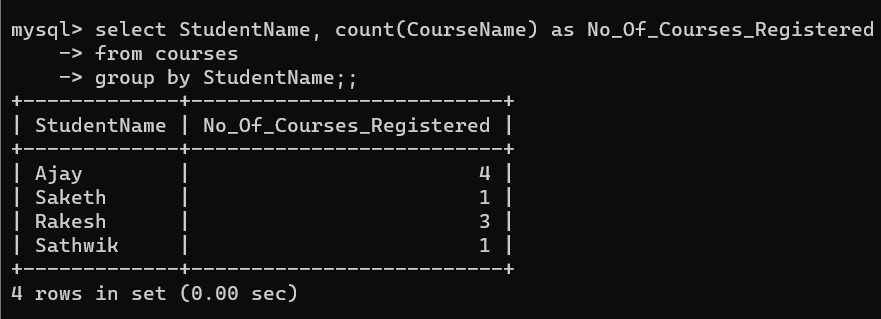 mysql> select StudentName, count(CourseName) as No_Of_Courses_Registered
    -> from courses
    -> group by StudentName;;
+-------------+--------------------------+
| StudentName | No_Of_Courses_Registered |
+-------------+--------------------------+
| Ajay        |                        4 |
| Saketh      |                        1 |
| Rakesh      |                        3 |
| Sathwik     |                        1 |
+-------------+--------------------------+
4 rows in set (0.00 sec)